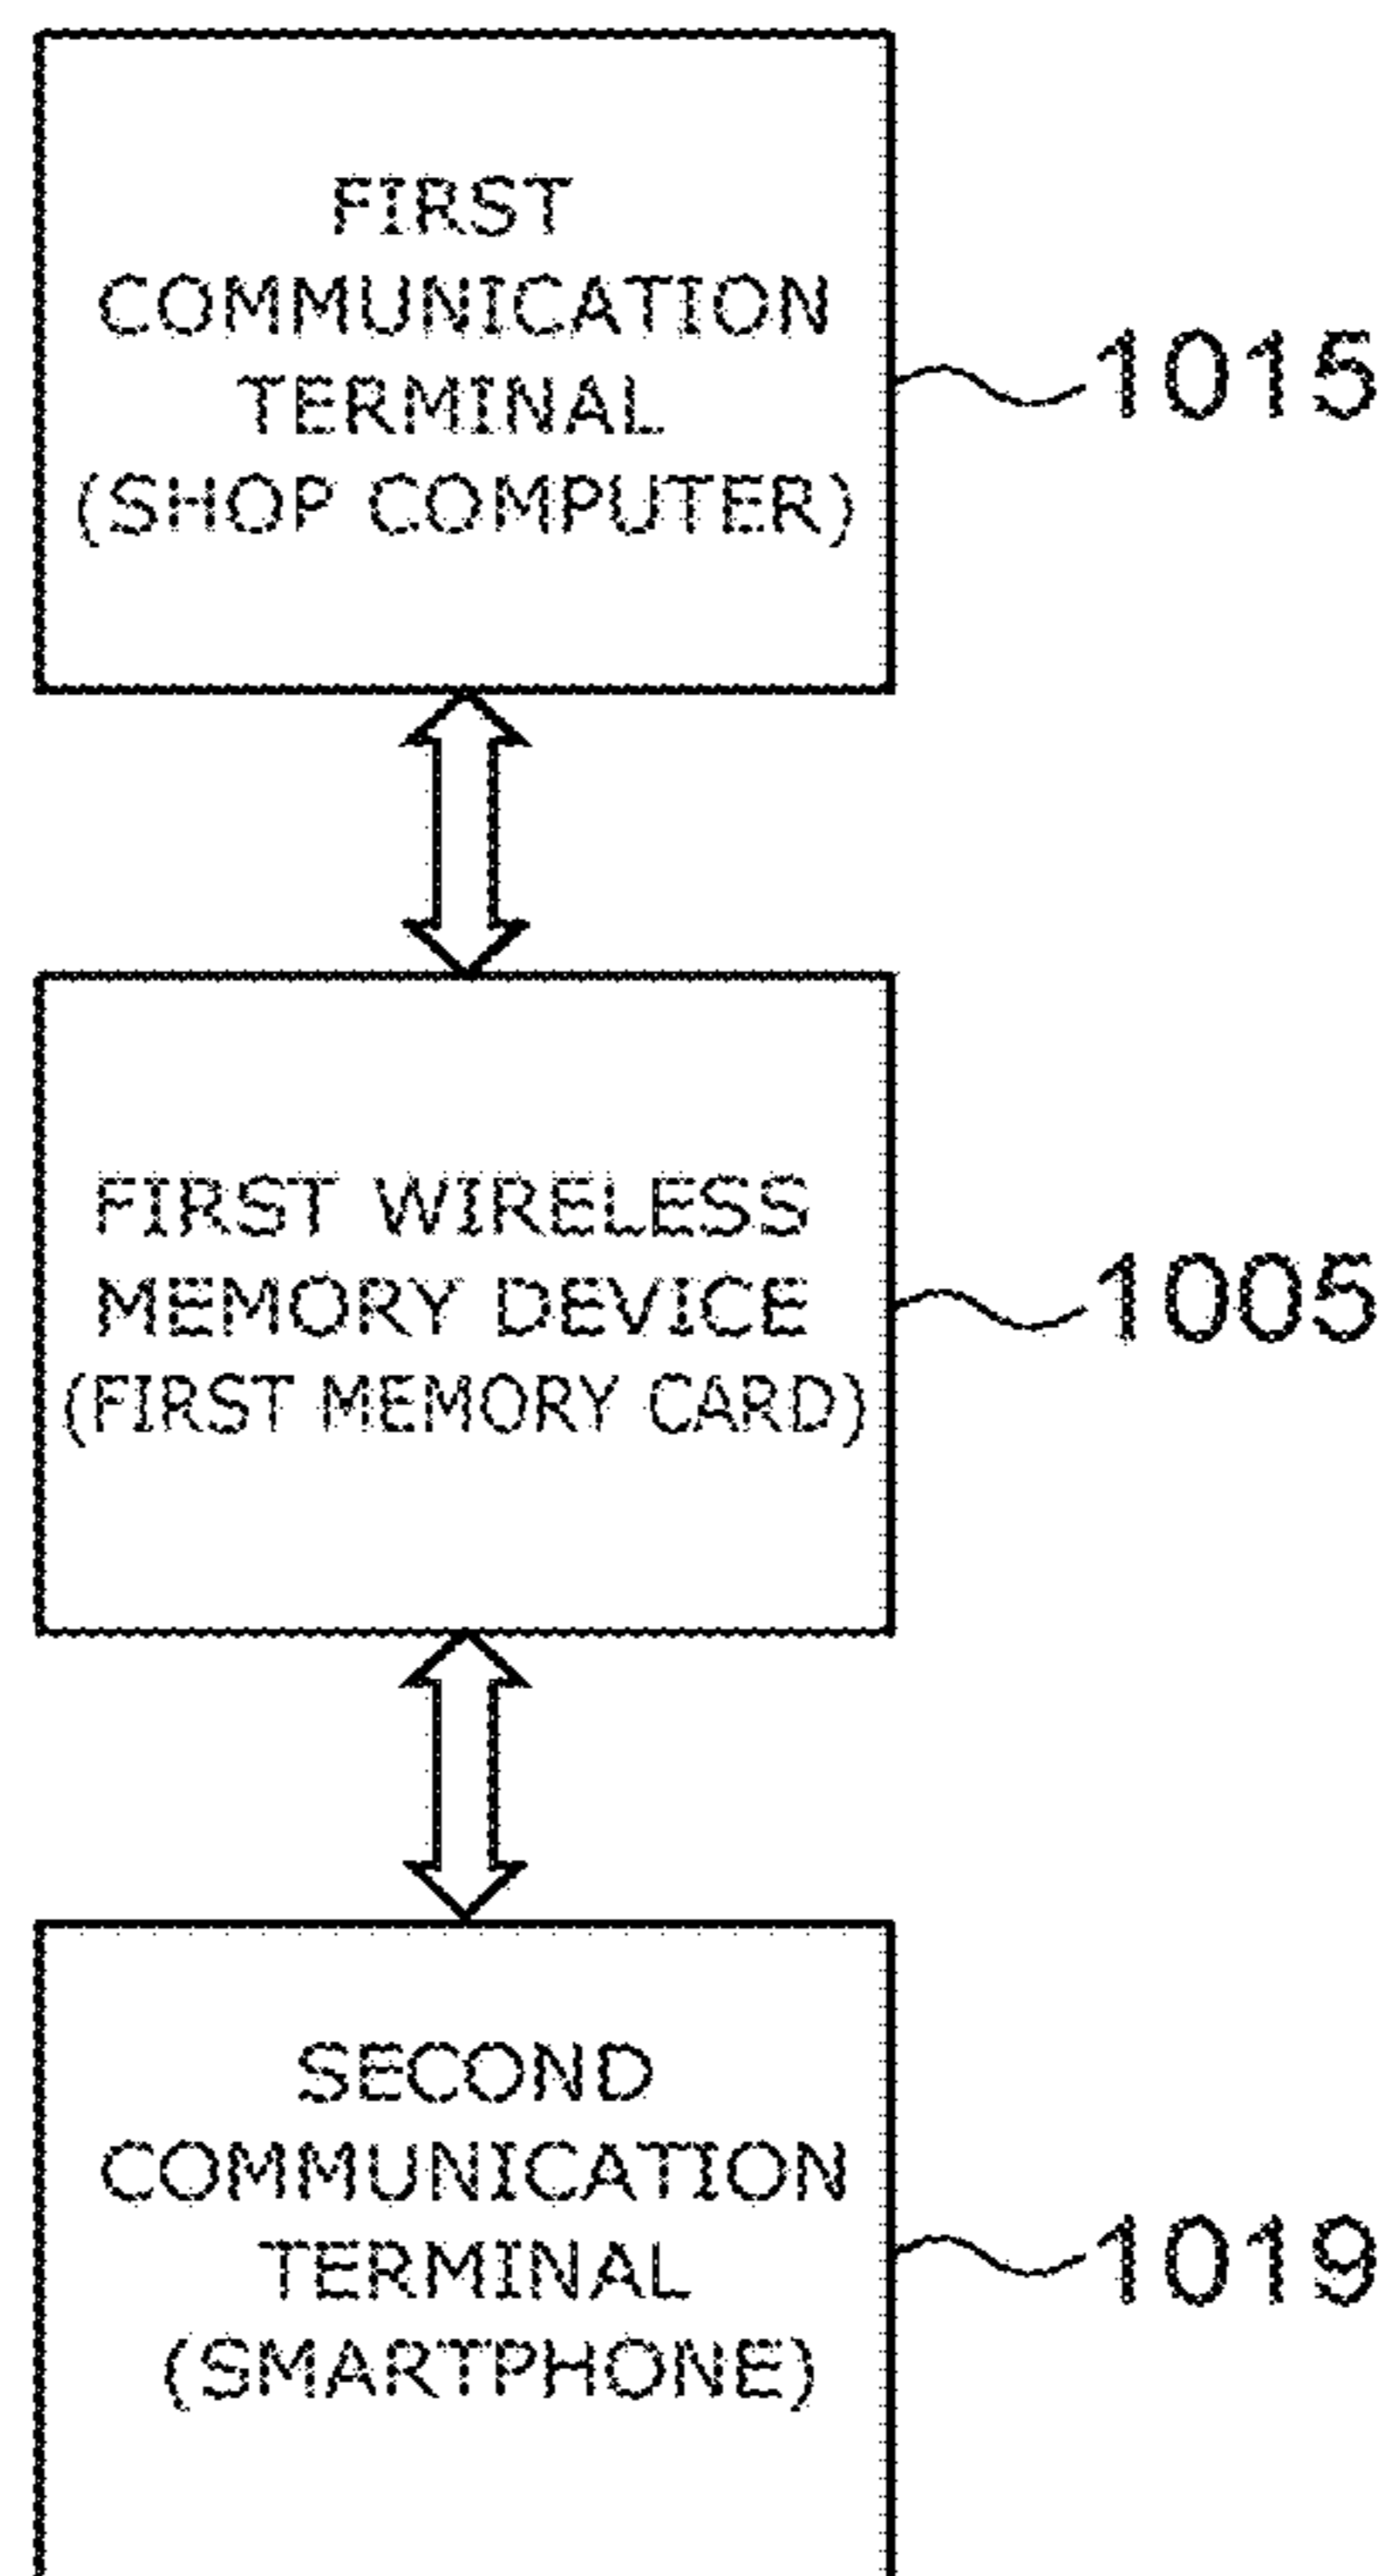 FIRST
COMMUNICATION
TERMINAL
(SHOP COMPUTER)
1015
FIRST WIRELESS
MEMORY DEVICE
(FIRST MEMORY CARD)
1005
SECOND
COMMUNICATION
TERMINAL
(SMARTPHONE)
1019